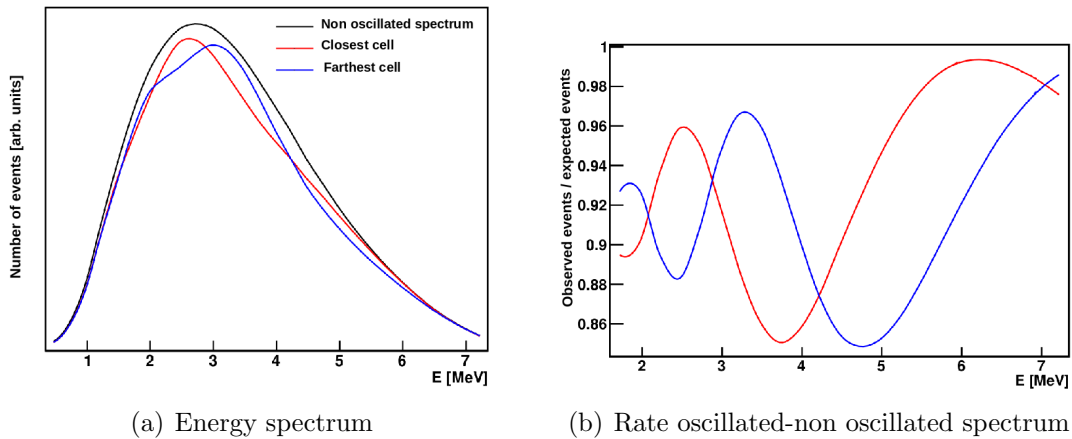 Number of events [arb. units]
Non oscillated spectrum
Closest cell
Farthest cell
1 2 3 4 5 6 7
E [MeV]
(a) Energy spectrum
Observed events / expected events
1
0.98
0.96
0.94
0.92
0.9
0.88
0.86
2 3 4 5 6 7
E [MeV]
(b) Rate oscillated-non oscillated spectrum